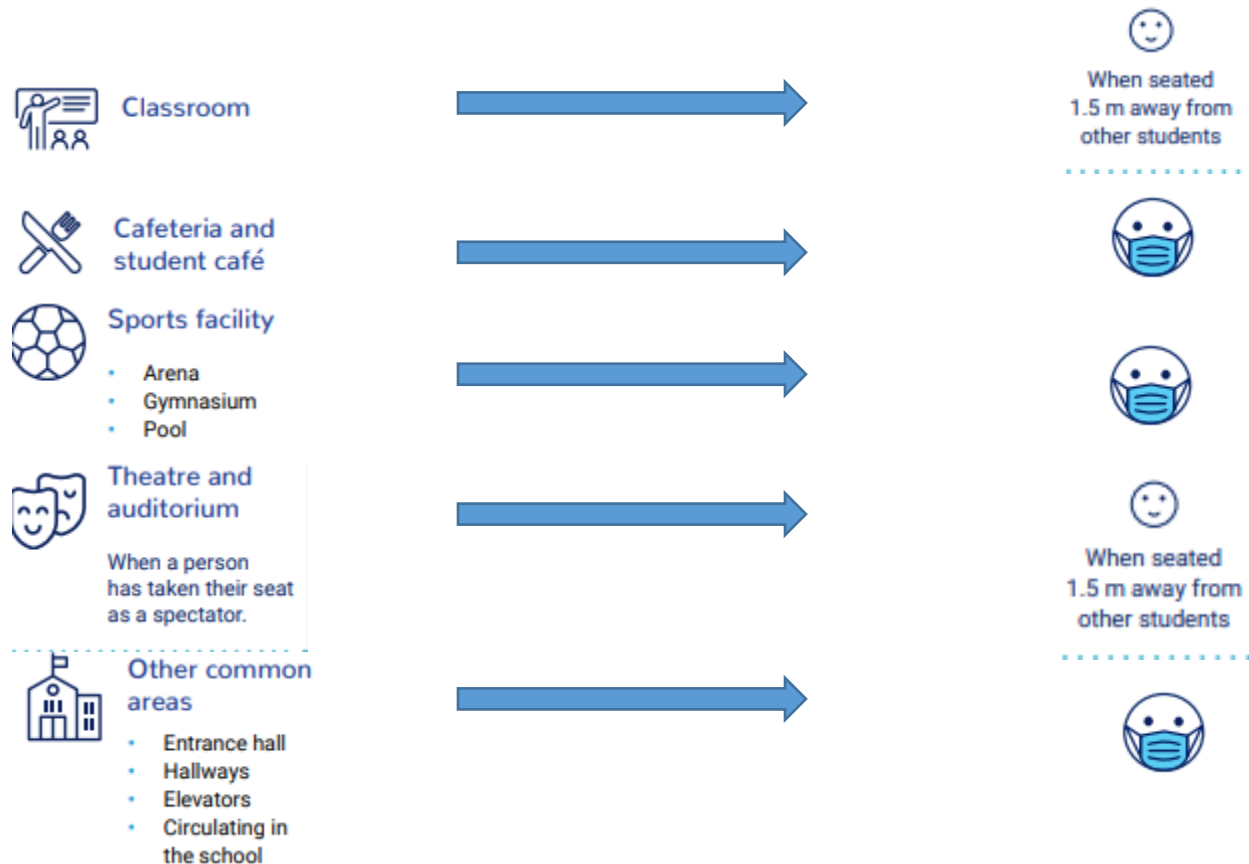 When seated
1.5 m away from
other students
Classroom
Cafeteria and
student café
Sports facility
• Arena
• Gymnasium
• Pool
Theatre and
auditorium
When a person
has taken their seat
as a spectator.
When seated
1.5 m away from
other students
Other common
areas
• Entrance hall
• Hallways
• Elevators
• Circulating in
the school